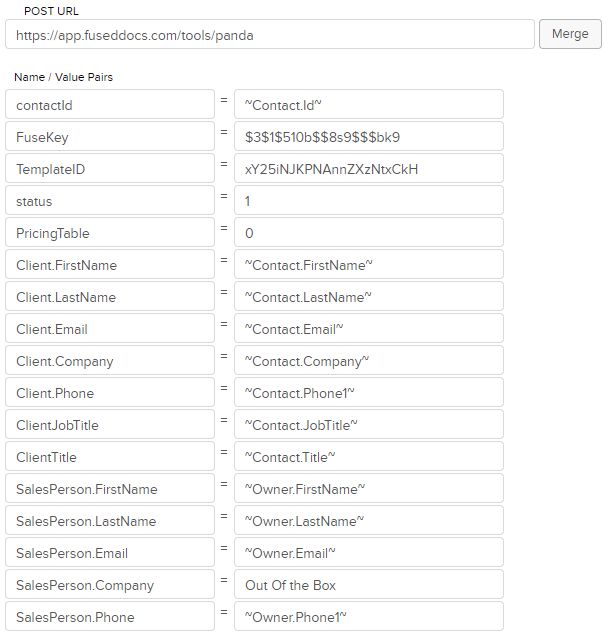 POST URL
https://app.fuseddocs.com/tools/panda
Merge
Name / Value Pairs
contactId = ~Contact.Id~
FuseKey = $3$1$510b$$8s9$$$bk9
TemplateID = xY25iNJKPNAnnZXzNtxCkH
status = 1
PricingTable = 0
Client.FirstName = ~Contact.FirstName~
Client.LastName = ~Contact.LastName~
Client.Email = ~Contact.Email~
Client.Company = ~Contact.Company~
Client.Phone = ~Contact.Phone1~
ClientJobTitle = ~Contact.JobTitle~
ClientTitle = ~Contact.Title~
SalesPerson.FirstName = ~Owner.FirstName~
SalesPerson.LastName = ~Owner.LastName~
SalesPerson.Email = ~Owner.Email~
SalesPerson.Company = Out Of the Box
SalesPerson.Phone = ~Owner.Phone1~